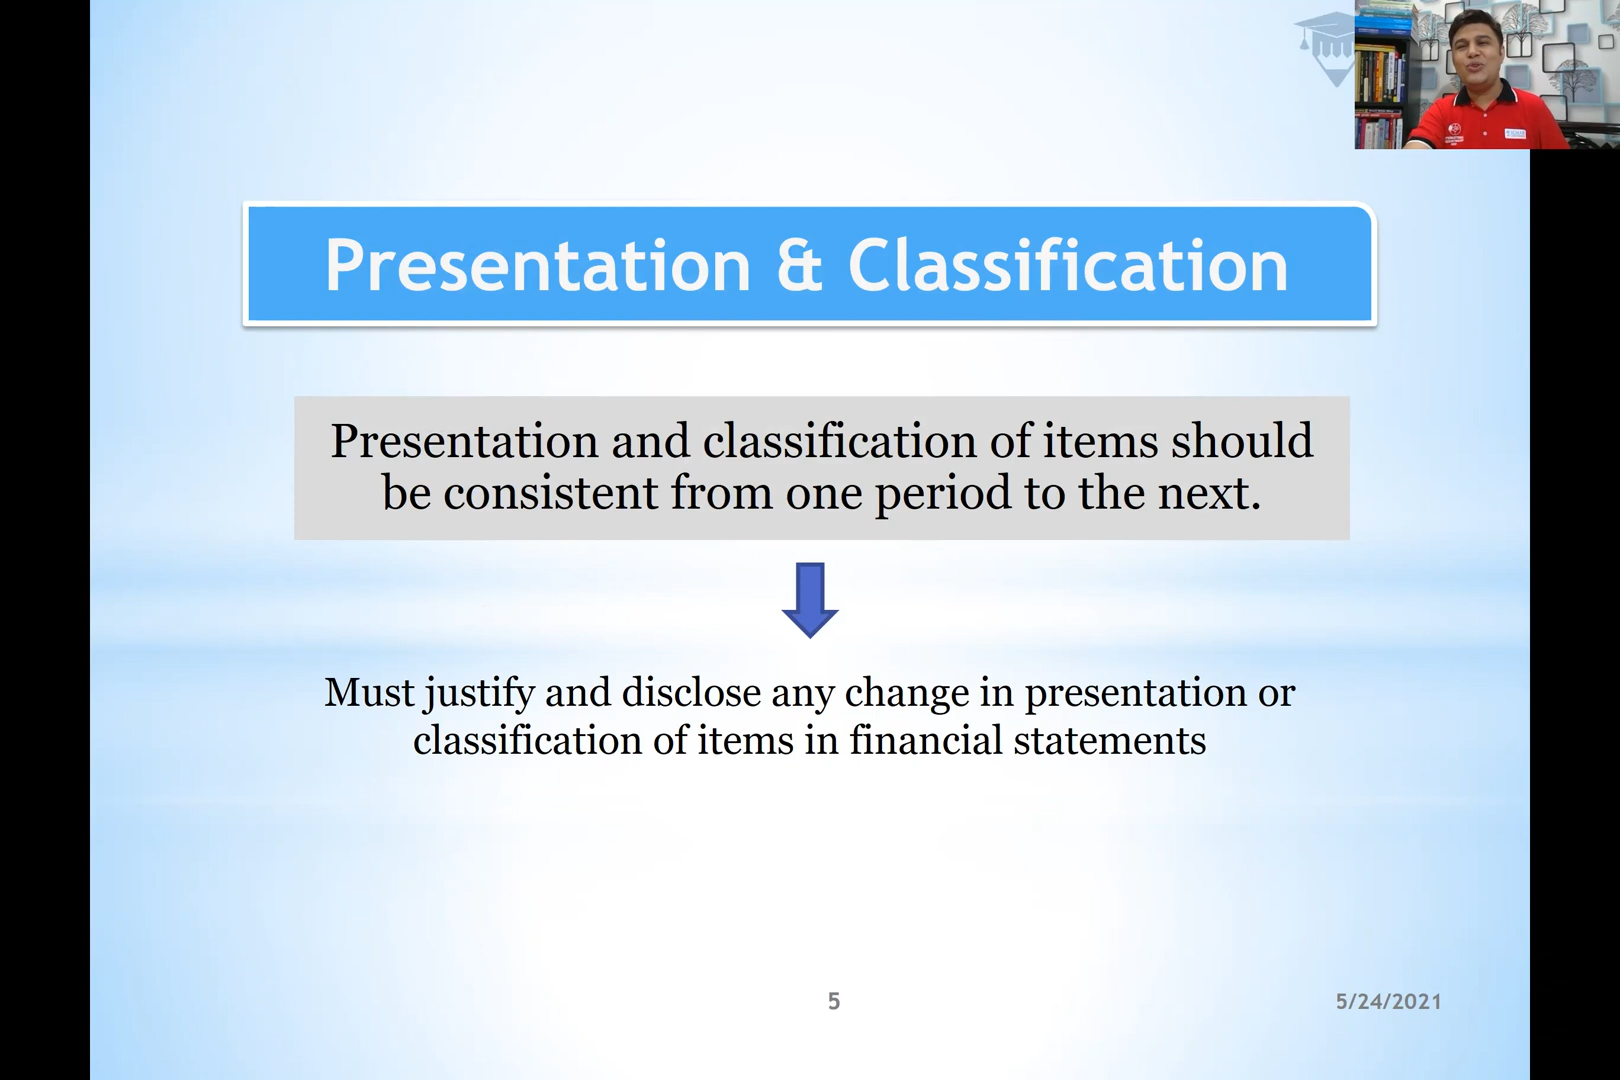 Presentation & Classification
Presentation and classification of items should
be consistent from one period to the next.
Must justify and disclose any change in presentation or
classification of items in financial statements
5
5/24/2021